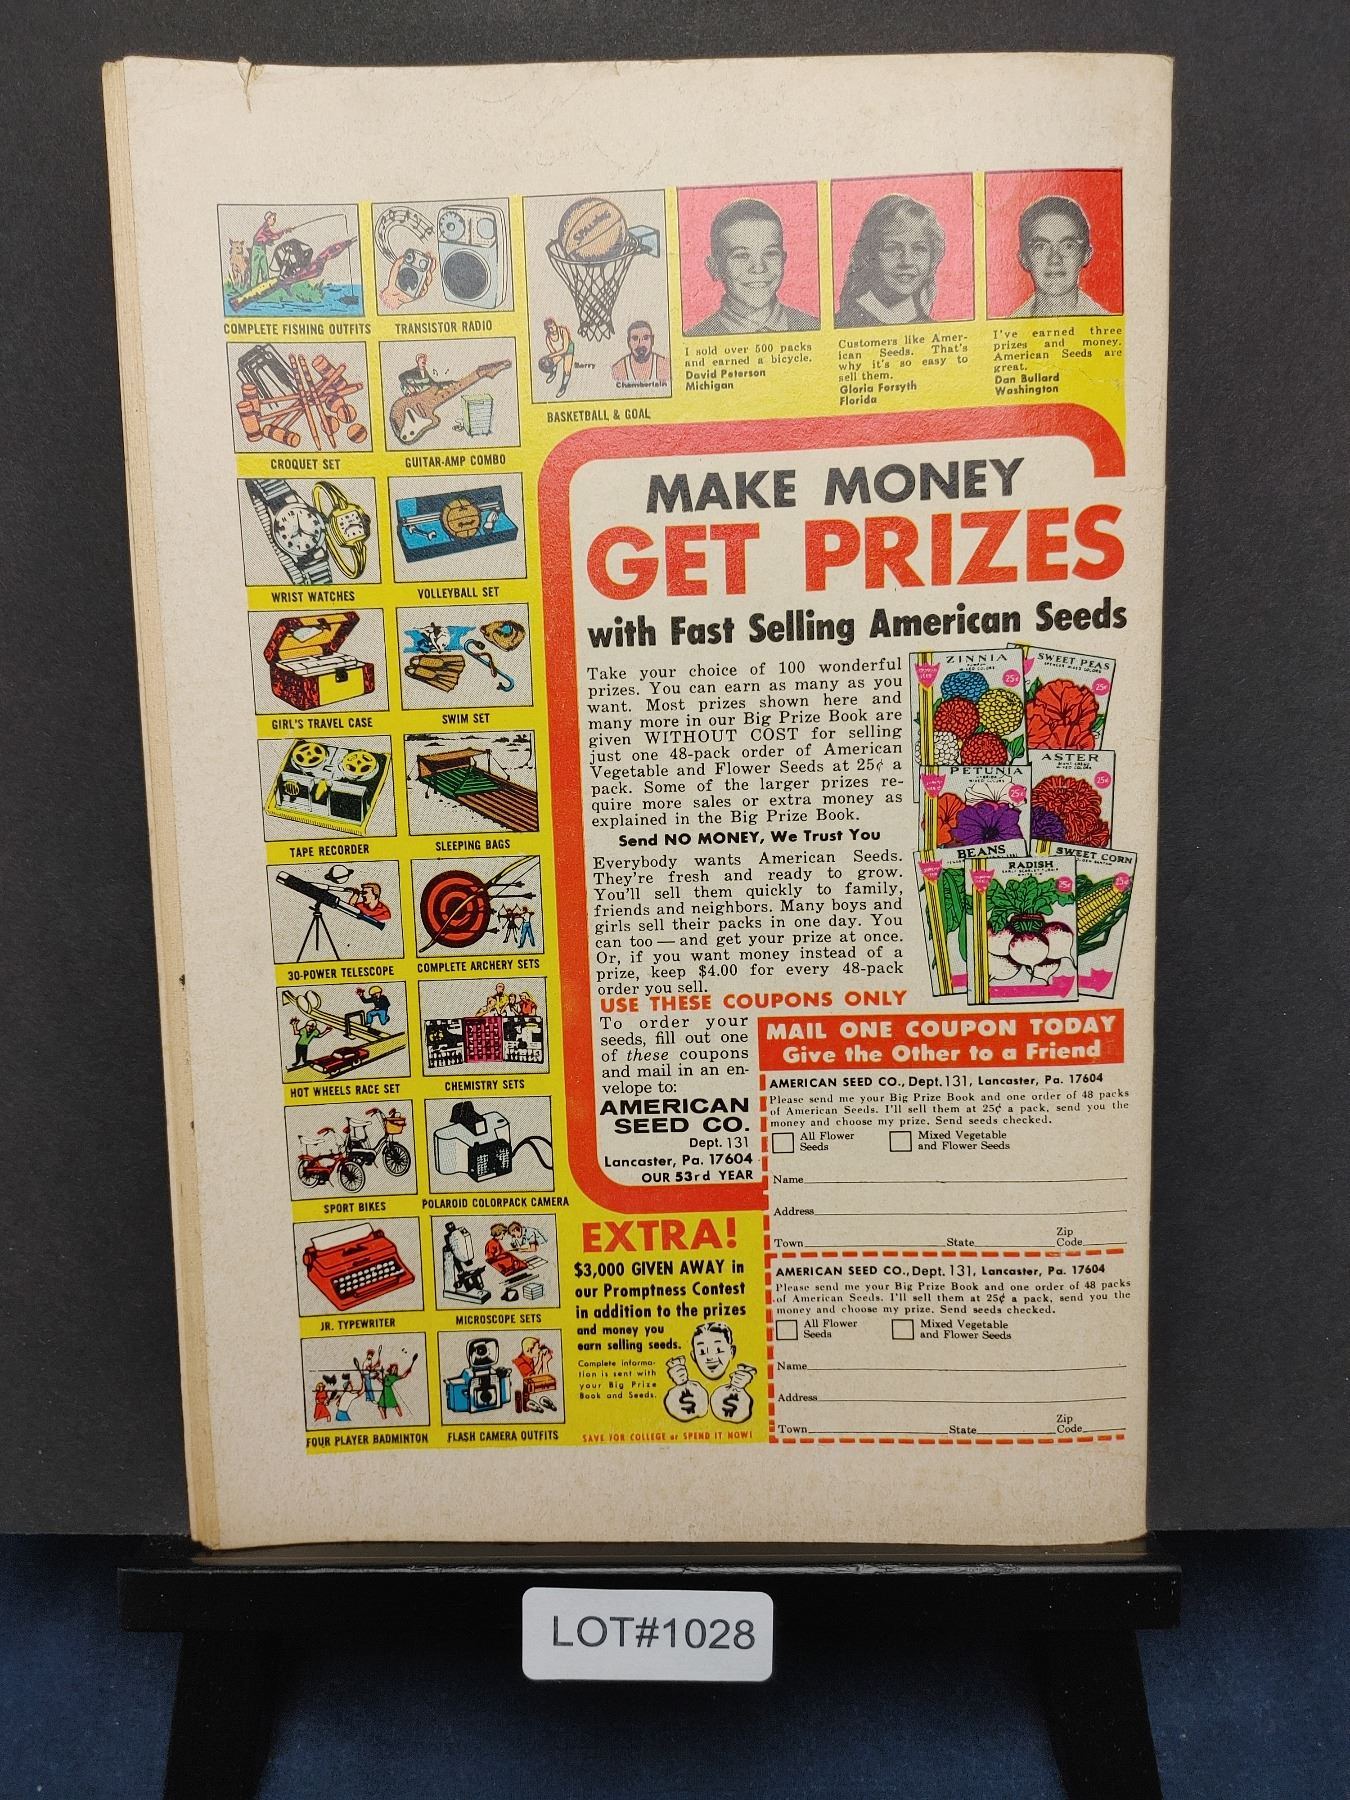 COMPLETE FISHING OUTFITS
TRANSISTOR RADIO
SPALDING
Barry
Chamberlain
BASKETBALL & GOAL
CROQUET SET
GUITAR-AMP COMBO
WRIST WATCHES
VOLLEYBALL SET
GIRL'S TRAVEL CASE
SWIM SET
TAPE RECORDER
SLEEPING BAGS
30-POWER TELESCOPE
COMPLETE ARCHERY SETS
HOT WHEELS RACE SET
CHEMISTRY SETS
SPORT BIKES
POLAROID COLORPACK CAMERA
JR. TYPEWRITER
MICROSCOPE SETS
FOUR PLAYER BADMINTON
FLASH CAMERA OUTFITS
I sold over 500 packs
and earned a bicycle.
David Peterson
Michigan
Customers like Amer-
ican Seeds. That's
why it's so easy to
sell them.
Gloria Forsyth
Florida
I've earned three
prizes and money.
American Seeds are
great.
Dan Bullard
Washington
MAKE MONEY
GET PRIZES
with Fast Selling American Seeds
Take your choice of 100 wonderful
prizes. You can earn as many as you
want. Most prizes shown here and
many more in our Big Prize Book are
given WITHOUT COST for selling
just one 48-pack order of American
Vegetable and Flower Seeds at 25¢ a
pack. Some of the larger prizes re-
quire more sales or extra money as
explained in the Big Prize Book.
Send NO MONEY, We Trust You
Everybody wants American Seeds.
They're fresh and ready to grow.
You'll sell them quickly to family,
friends and neighbors. Many boys and
girls sell their packs in one day. You
can too — and get your prize at once.
Or, if you want money instead of a
prize, keep $4.00 for every 48-pack
order you sell.
ZINNIA
25¢
SWEET PEAS
25¢
PETUNIA
25¢
ASTER
25¢
BEANS
RADISH
25¢
SWEET CORN
25¢
USE THESE COUPONS ONLY
To order your
seeds, fill out one
of these coupons
and mail in an en-
velope to:
AMERICAN
SEED CO.
Dept. 131
Lancaster, Pa. 17604
OUR 53rd YEAR
MAIL ONE COUPON TODAY
Give the Other to a Friend
AMERICAN SEED CO., Dept. 131, Lancaster, Pa. 17604
Please send me your Big Prize Book and one order of 48 packs
of American Seeds. I'll sell them at 25¢ a pack, send you the
money and choose my prize. Send seeds checked.
All Flower Seeds
Mixed Vegetable and Flower Seeds
Name
Address
Town State Zip Code
AMERICAN SEED CO., Dept. 131, Lancaster, Pa. 17604
Please send me your Big Prize Book and one order of 48 packs
of American Seeds. I'll sell them at 25¢ a pack, send you the
money and choose my prize. Send seeds checked.
All Flower Seeds
Mixed Vegetable and Flower Seeds
Name
Address
Town State Zip Code
EXTRA!
$3,000 GIVEN AWAY in
our Promptness Contest
in addition to the prizes
and money you
earn selling seeds.
Complete informa-
tion is sent with
your Big Prize
Book and Seeds.
$ $
SAVE FOR COLLEGE or SPEND IT NOW!
LOT#1028